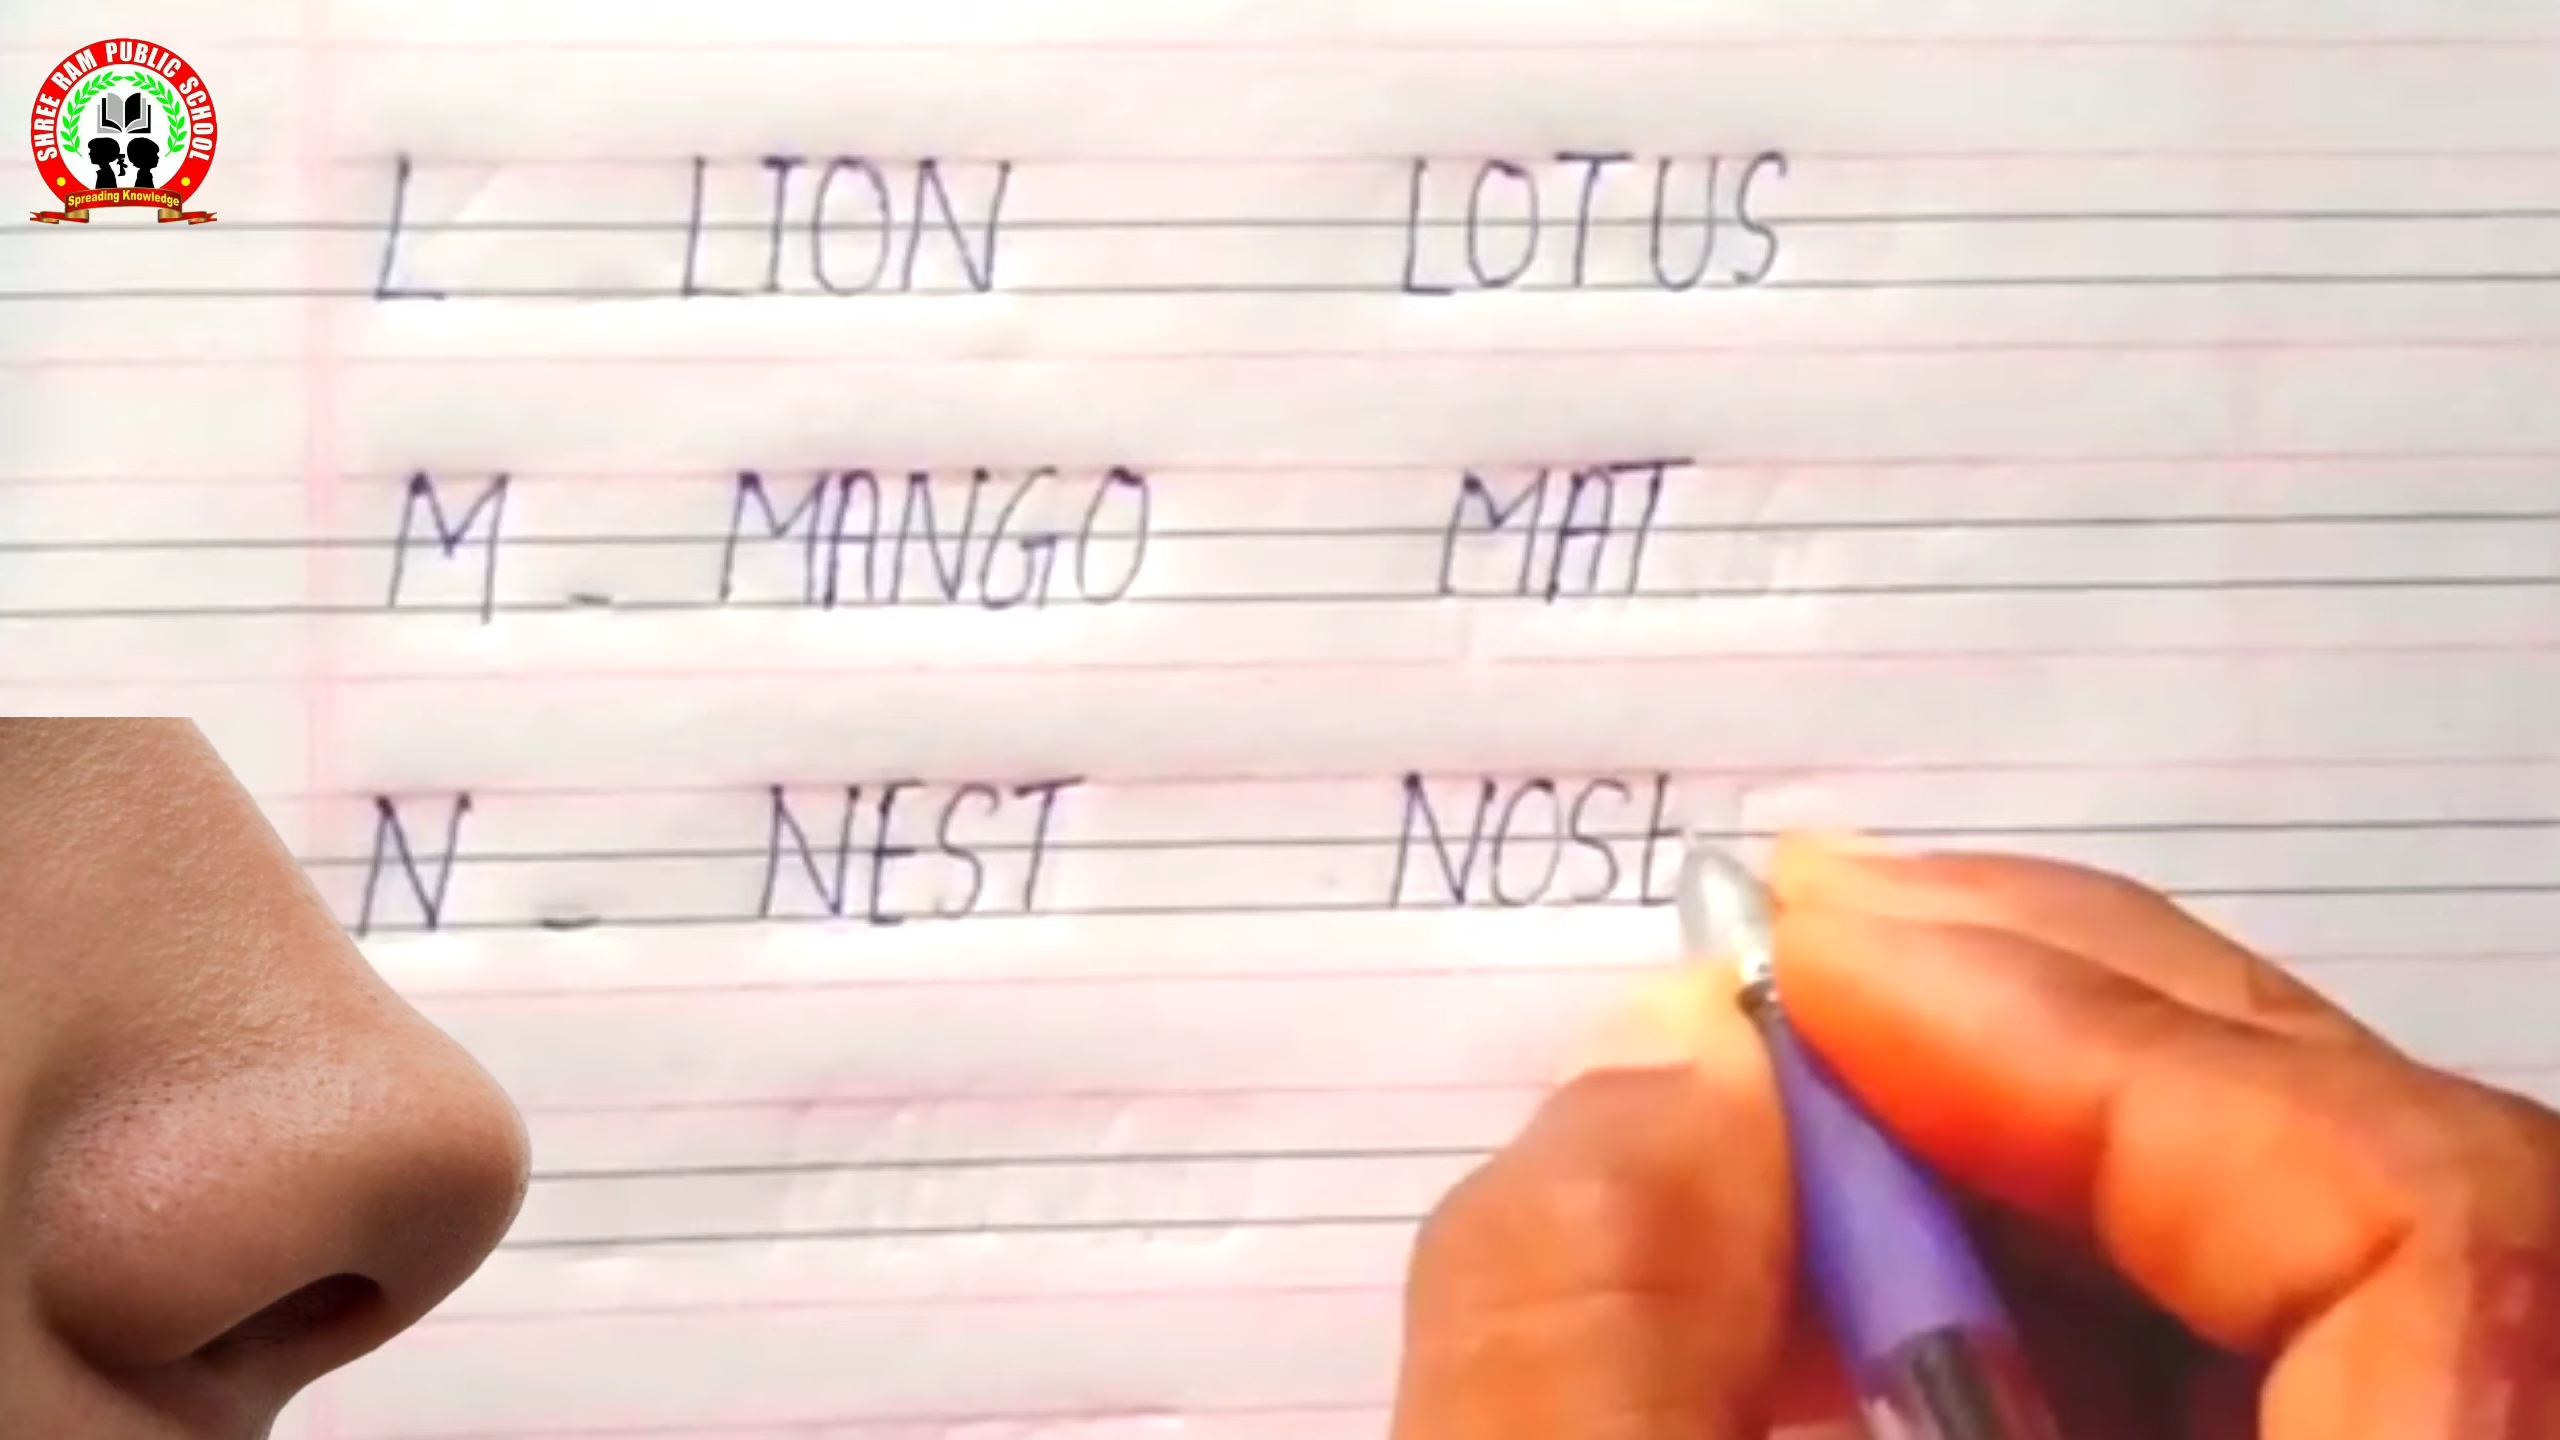 SHREE RAM PUBLIC SCHOOL
Spreading Knowledge
L LION LOTUS
M - MANGO MAT
N - NEST NOSE